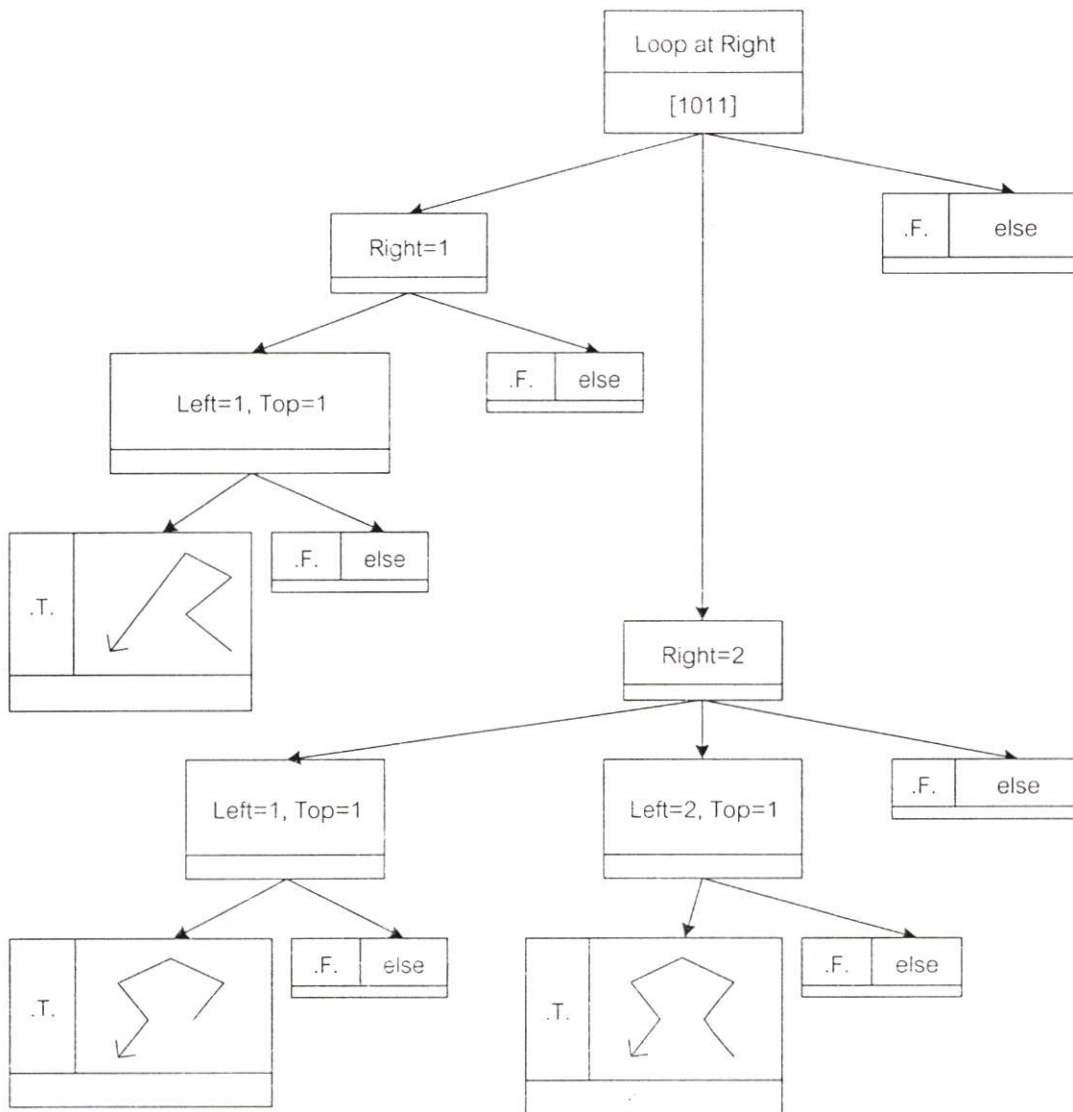 Loop at Right
[1011]
.F. else
Right=1
.F. else
Left=1, Top=1
.T.
.F. else
Right=2
Left=1, Top=1
Left=2, Top=1
.F. else
.T.
.F. else
.T.
.F. else